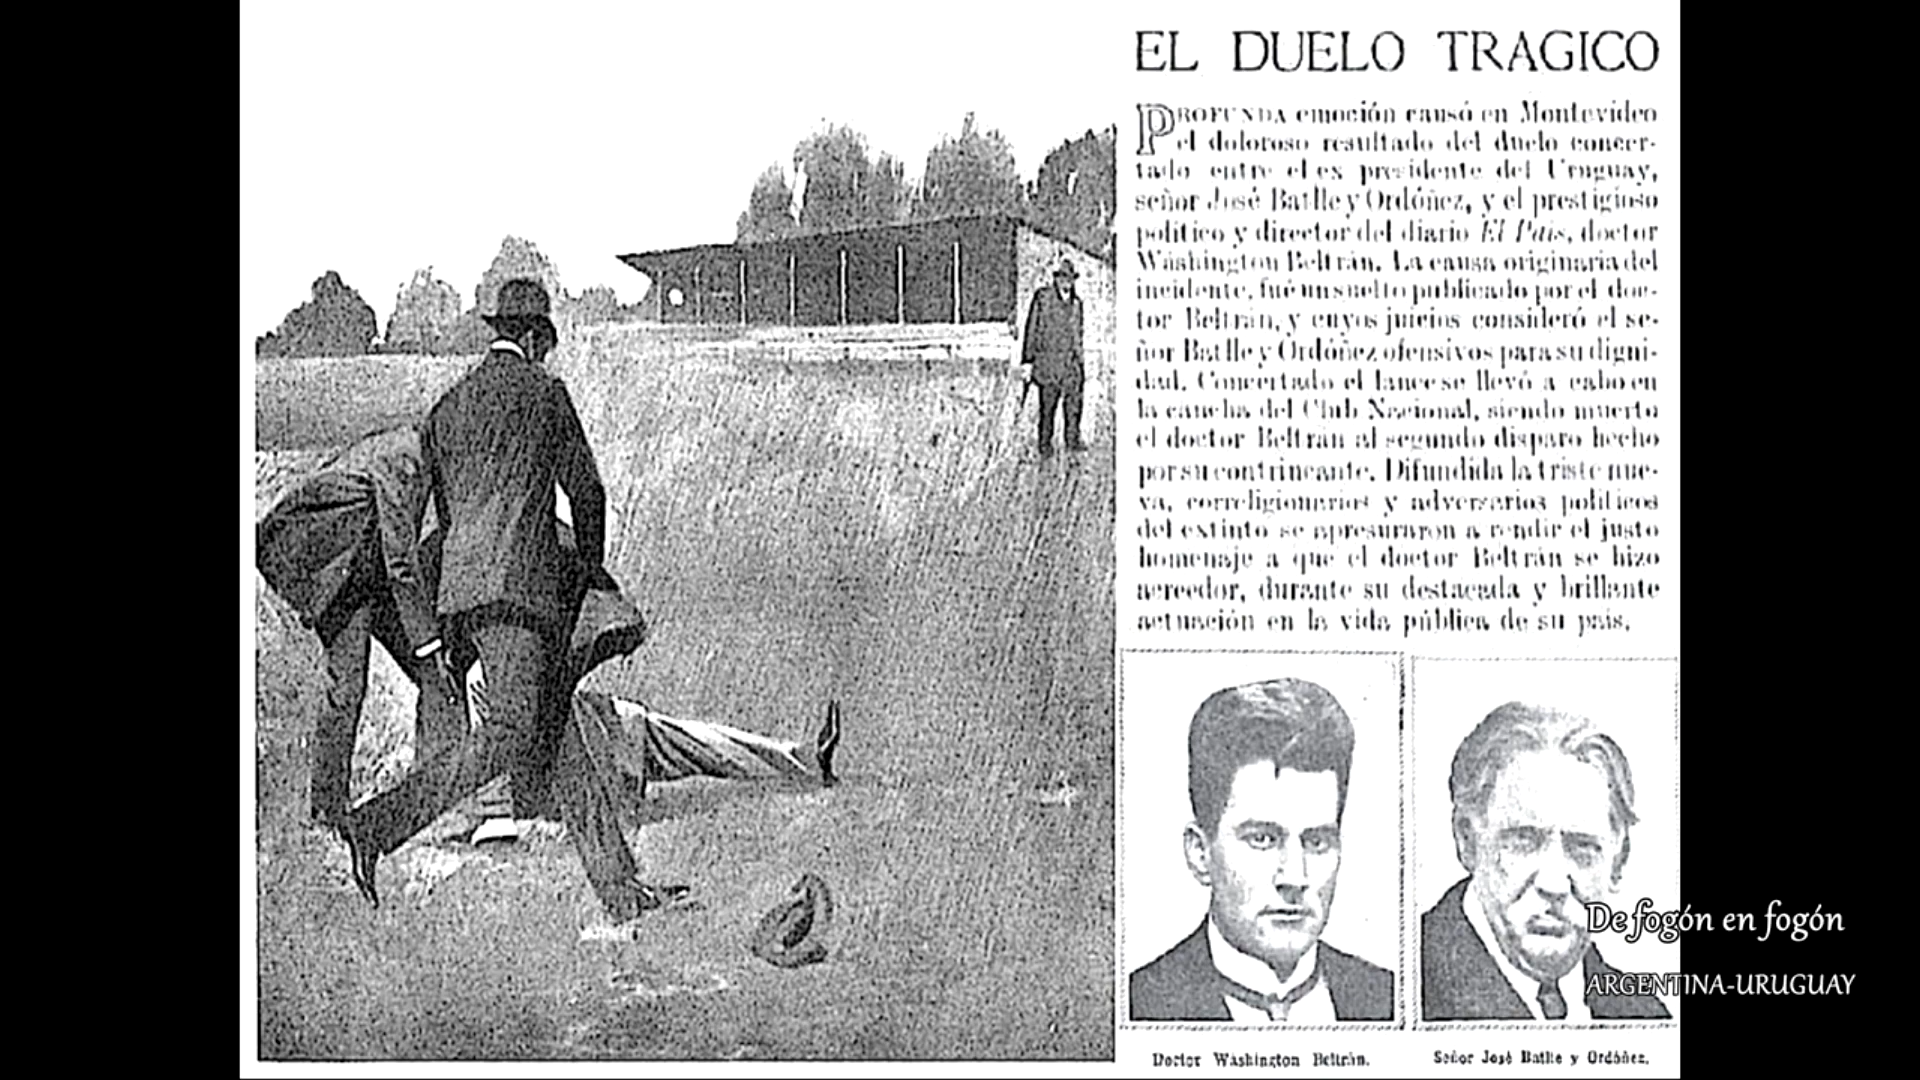 EL DUELO TRAGICO
PROFUNDA emoción causó en Montevideo
el doloroso resultado del duelo concer-
tado entre el ex presidente del Uruguay,
señor José Batlle y Ordóñez, y el prestigioso
político y director del diario El País, doctor
Wáshington Beltrán. La causa originaria del
incidente, fué un suelto publicado por el doc-
tor Beltrán, y cuyos juicios consideró el se-
ñor Batlle y Ordóñez ofensivos para su digni-
dad. Concertado el lance se llevó a cabo en
la cancha del Club Nacional, siendo muerto
el doctor Beltrán al segundo disparo hecho
por su contrincante. Difundida la triste nue-
va, correligionarios y adversarios políticos
del extinto se apresuraron a rendir el justo
homenaje a que el doctor Beltrán se hizo
acreedor, durante su destacada y brillante
actuación en la vida pública de su país.
Doctor Washington Beltrán.
Señor José Batlle y Ordóñez.
De fogón en fogón
ARGENTINA-URUGUAY